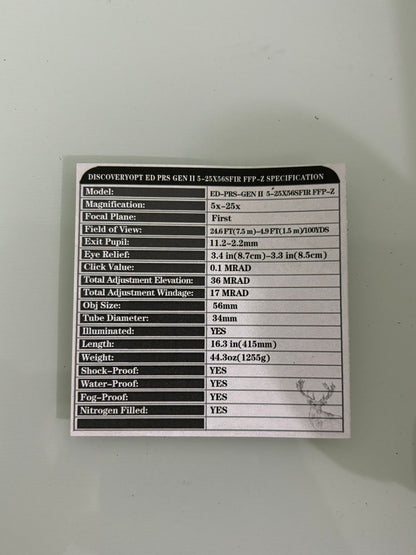 DISCOVERYOPT ED PRS GEN II 5-25X56SFIR FFP-Z SPECIFICATION
Model: ED-PRS-GEN II 5-25X56SFIR FFP-Z
Magnification: 5x-25x
Focal Plane: First
Field of View: 24.6 FT(7.5 m)-4.9 FT(1.5 m)/100YDS
Exit Pupil: 11.2-2.2mm
Eye Relief: 3.4 in(8.7cm)-3.3 in(8.5cm)
Click Value: 0.1 MRAD
Total Adjustment Elevation: 36 MRAD
Total Adjustment Windage: 17 MRAD
Obj Size: 56mm
Tube Diameter: 34mm
Illuminated: YES
Length: 16.3 in(415mm)
Weight: 44.3oz(1255g)
Shock-Proof: YES
Water-Proof: YES
Fog-Proof: YES
Nitrogen Filled: YES